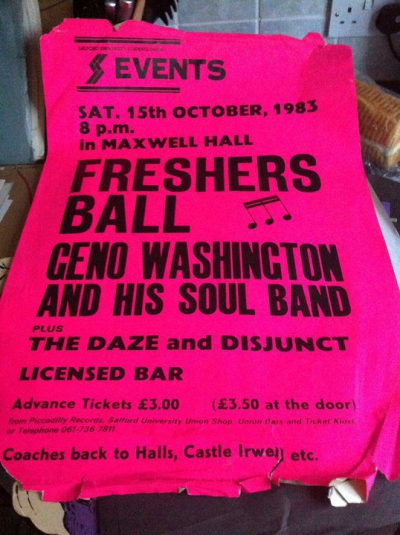 SALFORD UNIVERSITY STUDENTS UNION
EVENTS
SAT. 15th OCTOBER, 1983
8 p.m.
in MAXWELL HALL
FRESHERS
BALL
GENO WASHINGTON
AND HIS SOUL BAND
PLUS
THE DAZE and DISJUNCT
LICENSED BAR
Advance Tickets £3.00 (£3.50 at the door)
from Piccadilly Records, Salford University Union Shop, Union Bars and Ticket Kiosk
or Telephone 061-736 7811
Coaches back to Halls, Castle Irwell etc.